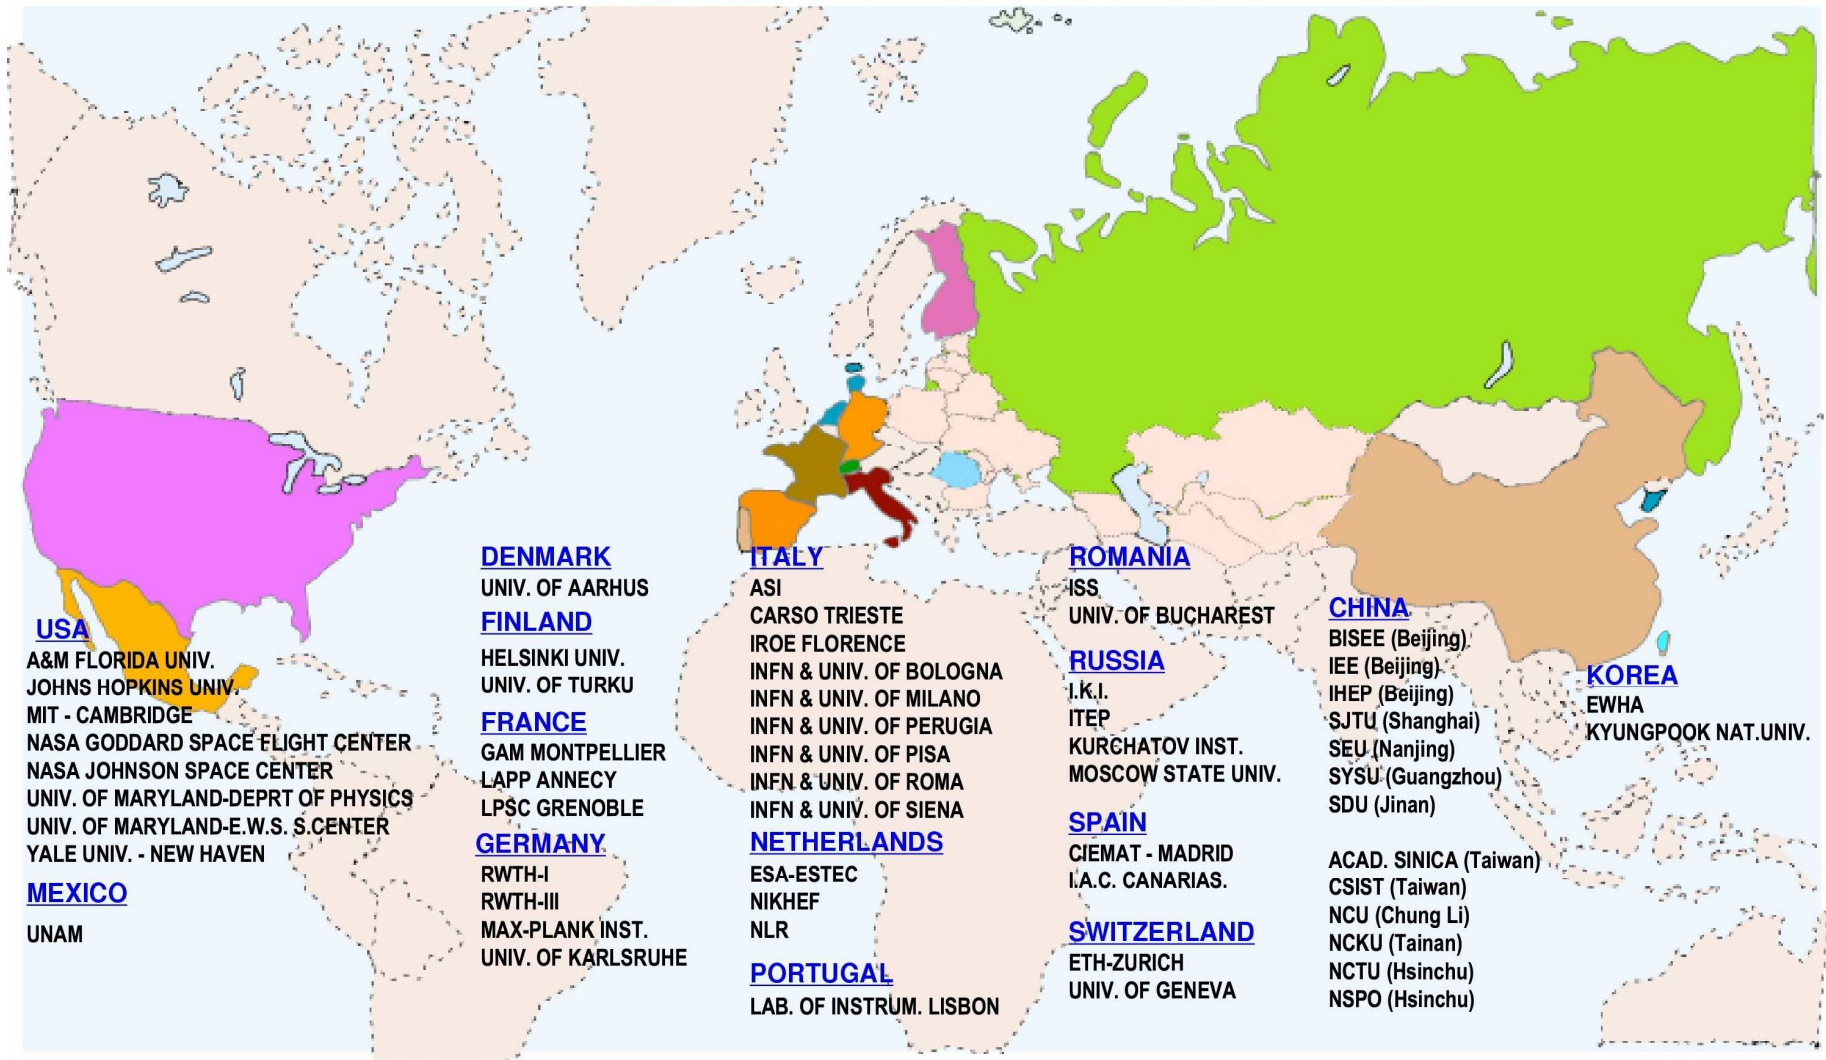 USA
A&M FLORIDA UNIV.
JOHNS HOPKINS UNIV.
MIT - CAMBRIDGE
NASA GODDARD SPACE FLIGHT CENTER
NASA JOHNSON SPACE CENTER
UNIV. OF MARYLAND-DEPRT OF PHYSICS
UNIV. OF MARYLAND-E.W.S. S.CENTER
YALE UNIV. - NEW HAVEN
MEXICO
UNAM
DENMARK
UNIV. OF AARHUS
FINLAND
HELSINKI UNIV.
UNIV. OF TURKU
FRANCE
GAM MONTPELLIER
LAPP ANNECY
LPSC GRENOBLE
GERMANY
RWTH-I
RWTH-III
MAX-PLANK INST.
UNIV. OF KARLSRUHE
ITALY
ASI
CARSO TRIESTE
IROE FLORENCE
INFN & UNIV. OF BOLOGNA
INFN & UNIV. OF MILANO
INFN & UNIV. OF PERUGIA
INFN & UNIV. OF PISA
INFN & UNIV. OF ROMA
INFN & UNIV. OF SIENA
NETHERLANDS
ESA-ESTEC
NIKHEF
NLR
PORTUGAL
LAB. OF INSTRUM. LISBON
ROMANIA
ISS
UNIV. OF BUCHAREST
RUSSIA
I.K.I.
ITEP
KURCHATOV INST.
MOSCOW STATE UNIV.
SPAIN
CIEMAT - MADRID
I.A.C. CANARIAS.
SWITZERLAND
ETH-ZURICH
UNIV. OF GENEVA
CHINA
BISEE (Beijing)
IEE (Beijing)
IHEP (Beijing)
SJTU (Shanghai)
SEU (Nanjing)
SYSU (Guangzhou)
SDU (Jinan)
ACAD. SINICA (Taiwan)
CSIST (Taiwan)
NCU (Chung Li)
NCKU (Tainan)
NCTU (Hsinchu)
NSPO (Hsinchu)
KOREA
EWHA
KYUNGPOOK NAT.UNIV.